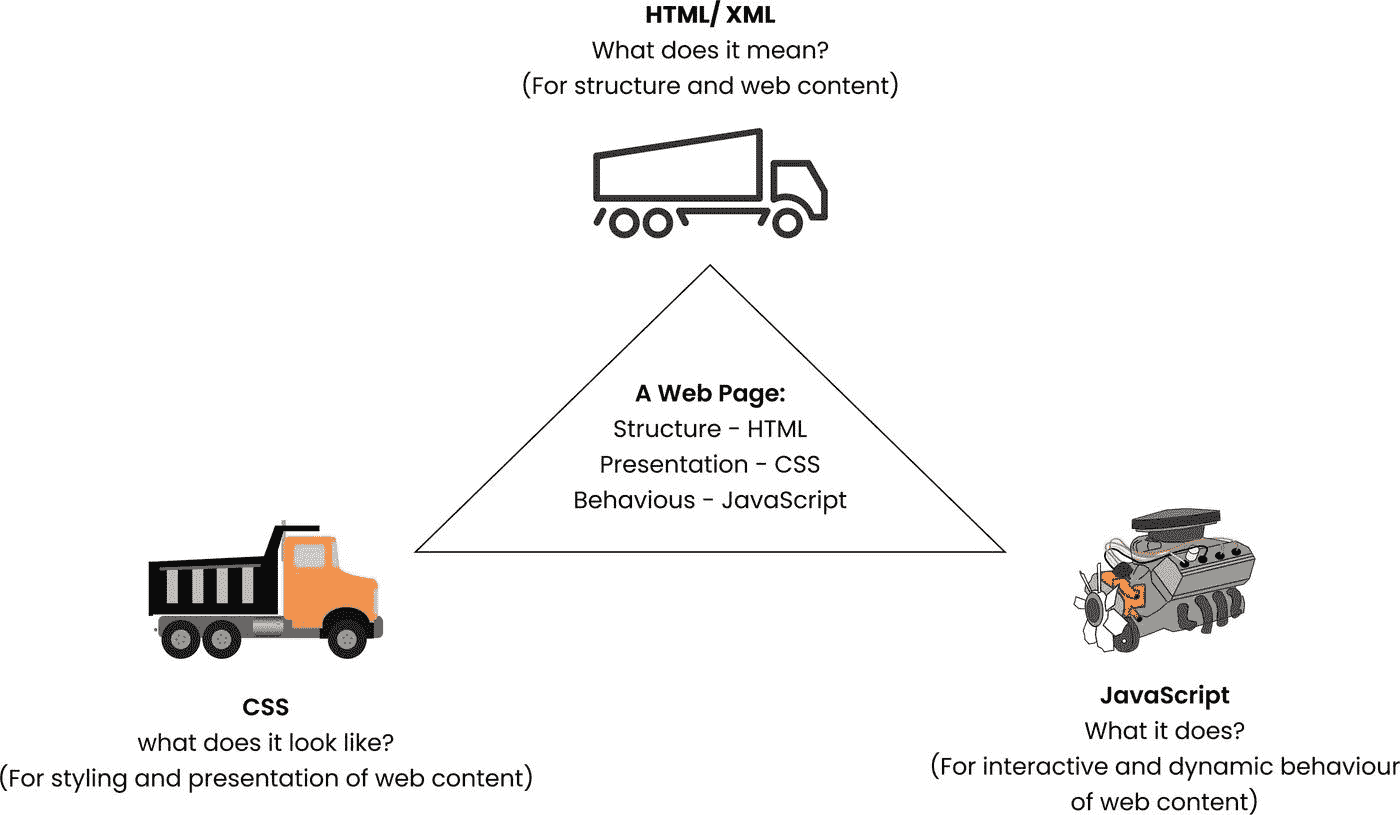 HTML/ XML
What does it mean?
(For structure and web content)
A Web Page:
Structure - HTML
Presentation - CSS
Behavious - JavaScript
CSS
what does it look like?
(For styling and presentation of web content)
JavaScript
What it does?
(For interactive and dynamic behaviour
of web content)